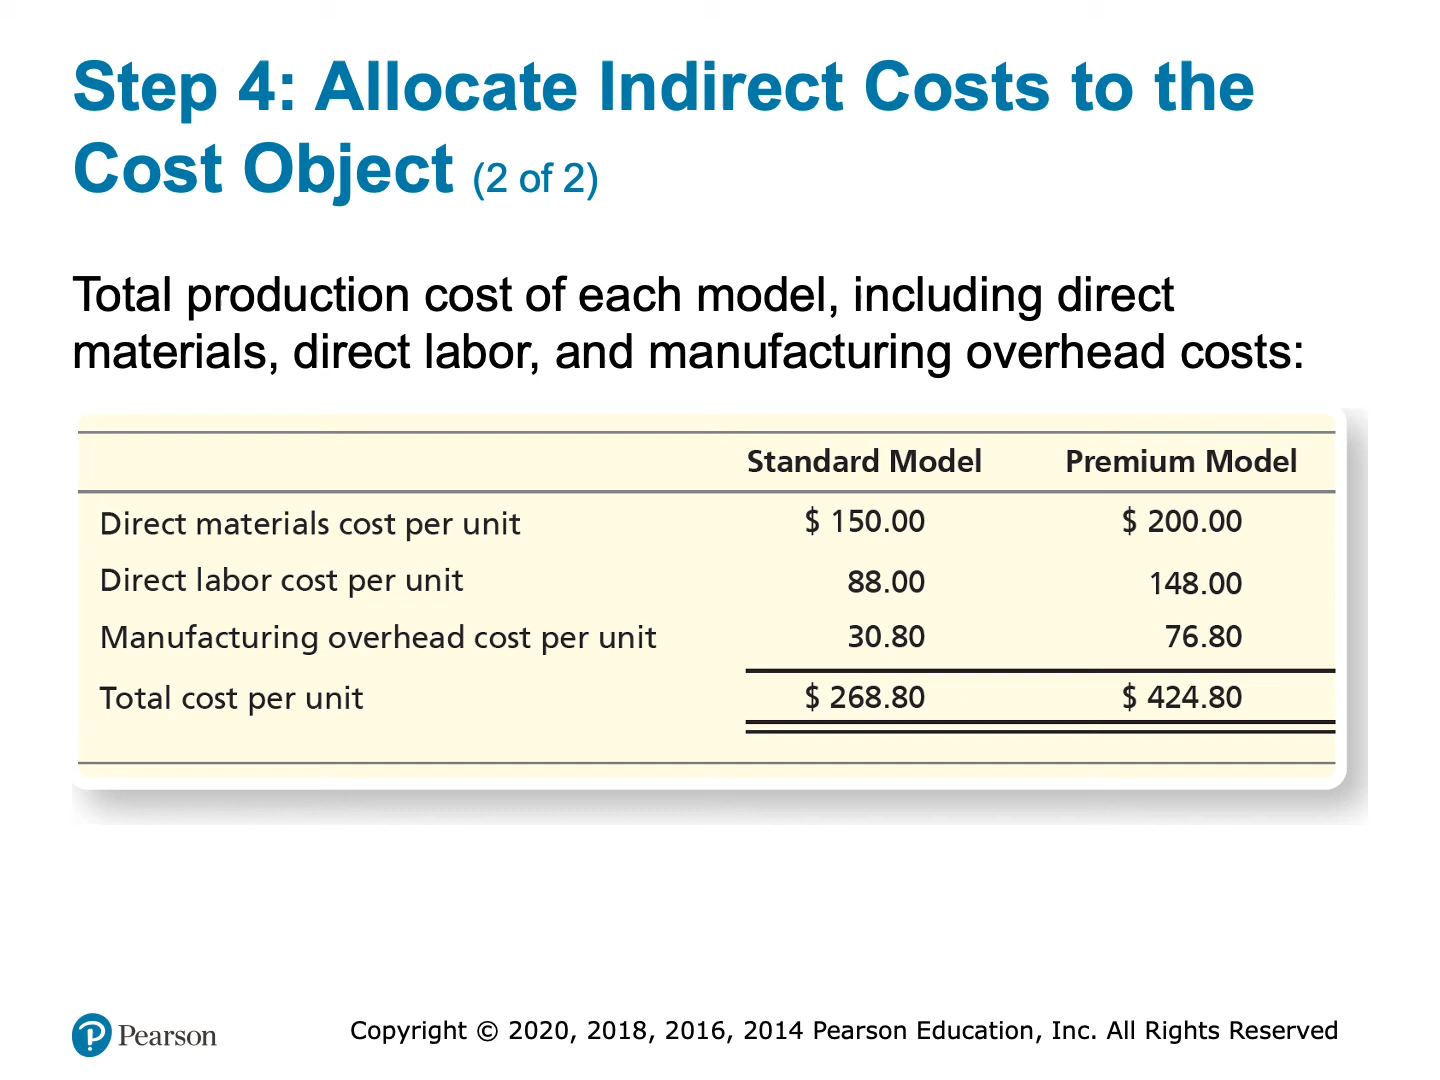 Step 4: Allocate Indirect Costs to the
Cost Object (2 of 2)
Total production cost of each model, including direct
materials, direct labor, and manufacturing overhead costs:
Standard Model Premium Model
Direct materials cost per unit $ 150.00 $ 200.00
Direct labor cost per unit 88.00 148.00
Manufacturing overhead cost per unit 30.80 76.80
Total cost per unit $ 268.80 $ 424.80
Pearson Copyright © 2020, 2018, 2016, 2014 Pearson Education, Inc. All Rights Reserved